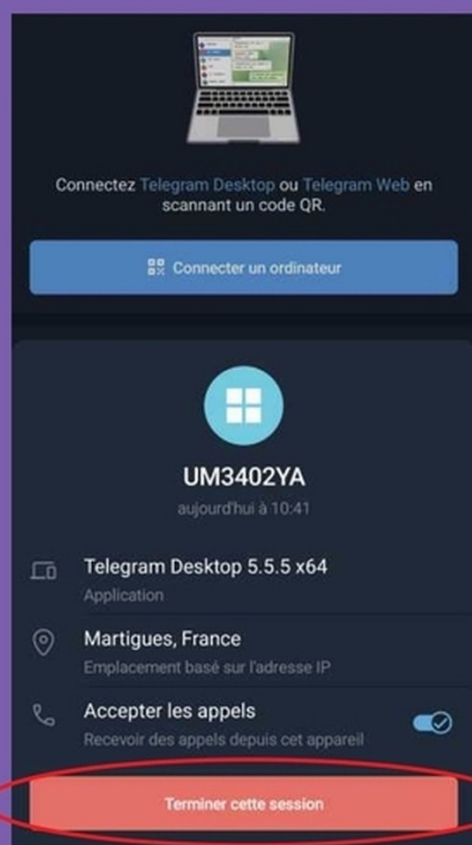 Connectez Telegram Desktop ou Telegram Web en
scannant un code QR.
Connecter un ordinateur
UM3402YA
aujourd'hui à 10:41
Telegram Desktop 5.5.5 x64
Application
Martigues, France
Emplacement basé sur l'adresse IP
Accepter les appels
Recevoir des appels depuis cet appareil
Terminer cette session